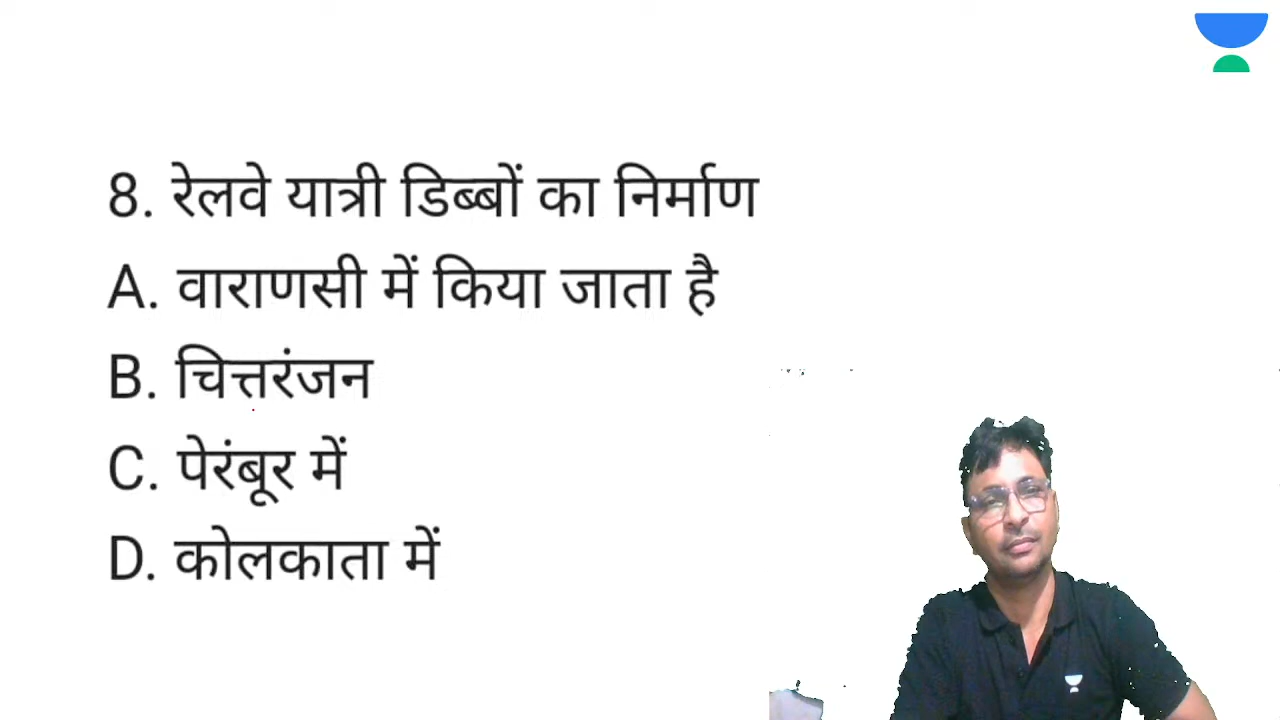 8. रेलवे यात्री डिब्बों का निर्माण
A. वाराणसी में किया जाता है
B. चित्तरंजन
C. पेरंबूर में
D. कोलकाता में